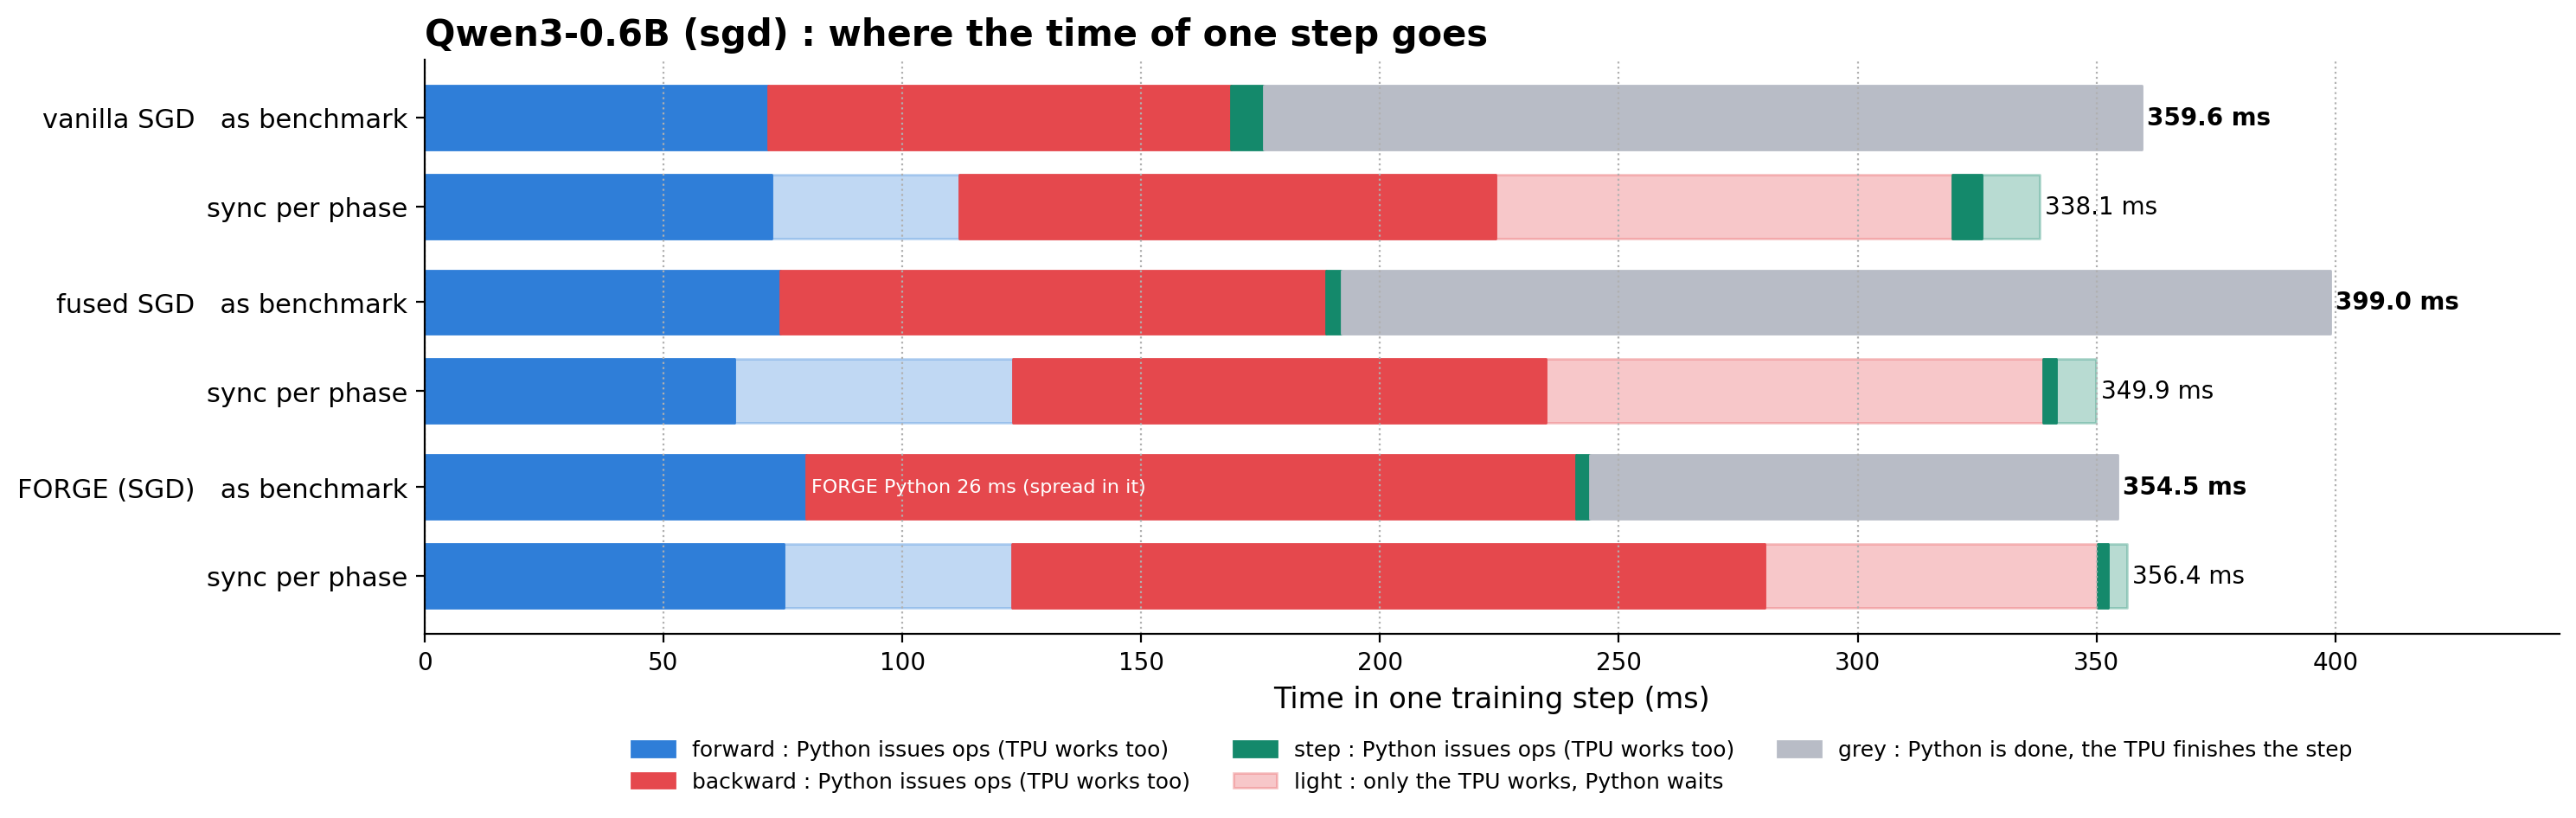 Qwen3-0.6B (sgd) : where the time of one step goes
vanilla SGD as benchmark
359.6 ms
sync per phase
338.1 ms
fused SGD as benchmark
399.0 ms
sync per phase
349.9 ms
FORGE (SGD) as benchmark
FORGE Python 26 ms (spread in it)
354.5 ms
sync per phase
356.4 ms
0 50 100 150 200 250 300 350 400
Time in one training step (ms)
forward : Python issues ops (TPU works too)
backward : Python issues ops (TPU works too)
step : Python issues ops (TPU works too)
light : only the TPU works, Python waits
grey : Python is done, the TPU finishes the step